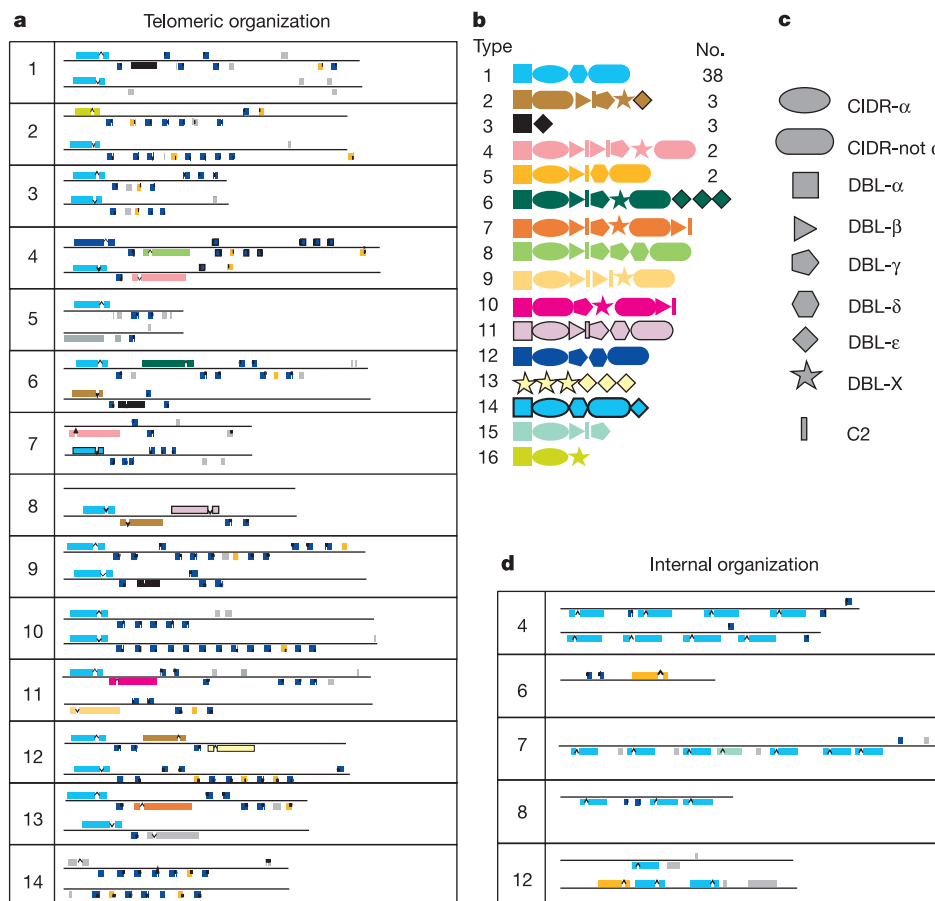 a
Telomeric organization
1
2
3
4
5
6
7
8
9
10
11
12
13
14
b
Type No.
1 38
2 3
3 3
4 2
5 2
6
7
8
9
10
11
12
13
14
15
16
c
CIDR-α
CIDR-not
DBL-α
DBL-β
DBL-γ
DBL-δ
DBL-ε
DBL-X
C2
d
Internal organization
4
6
7
8
12